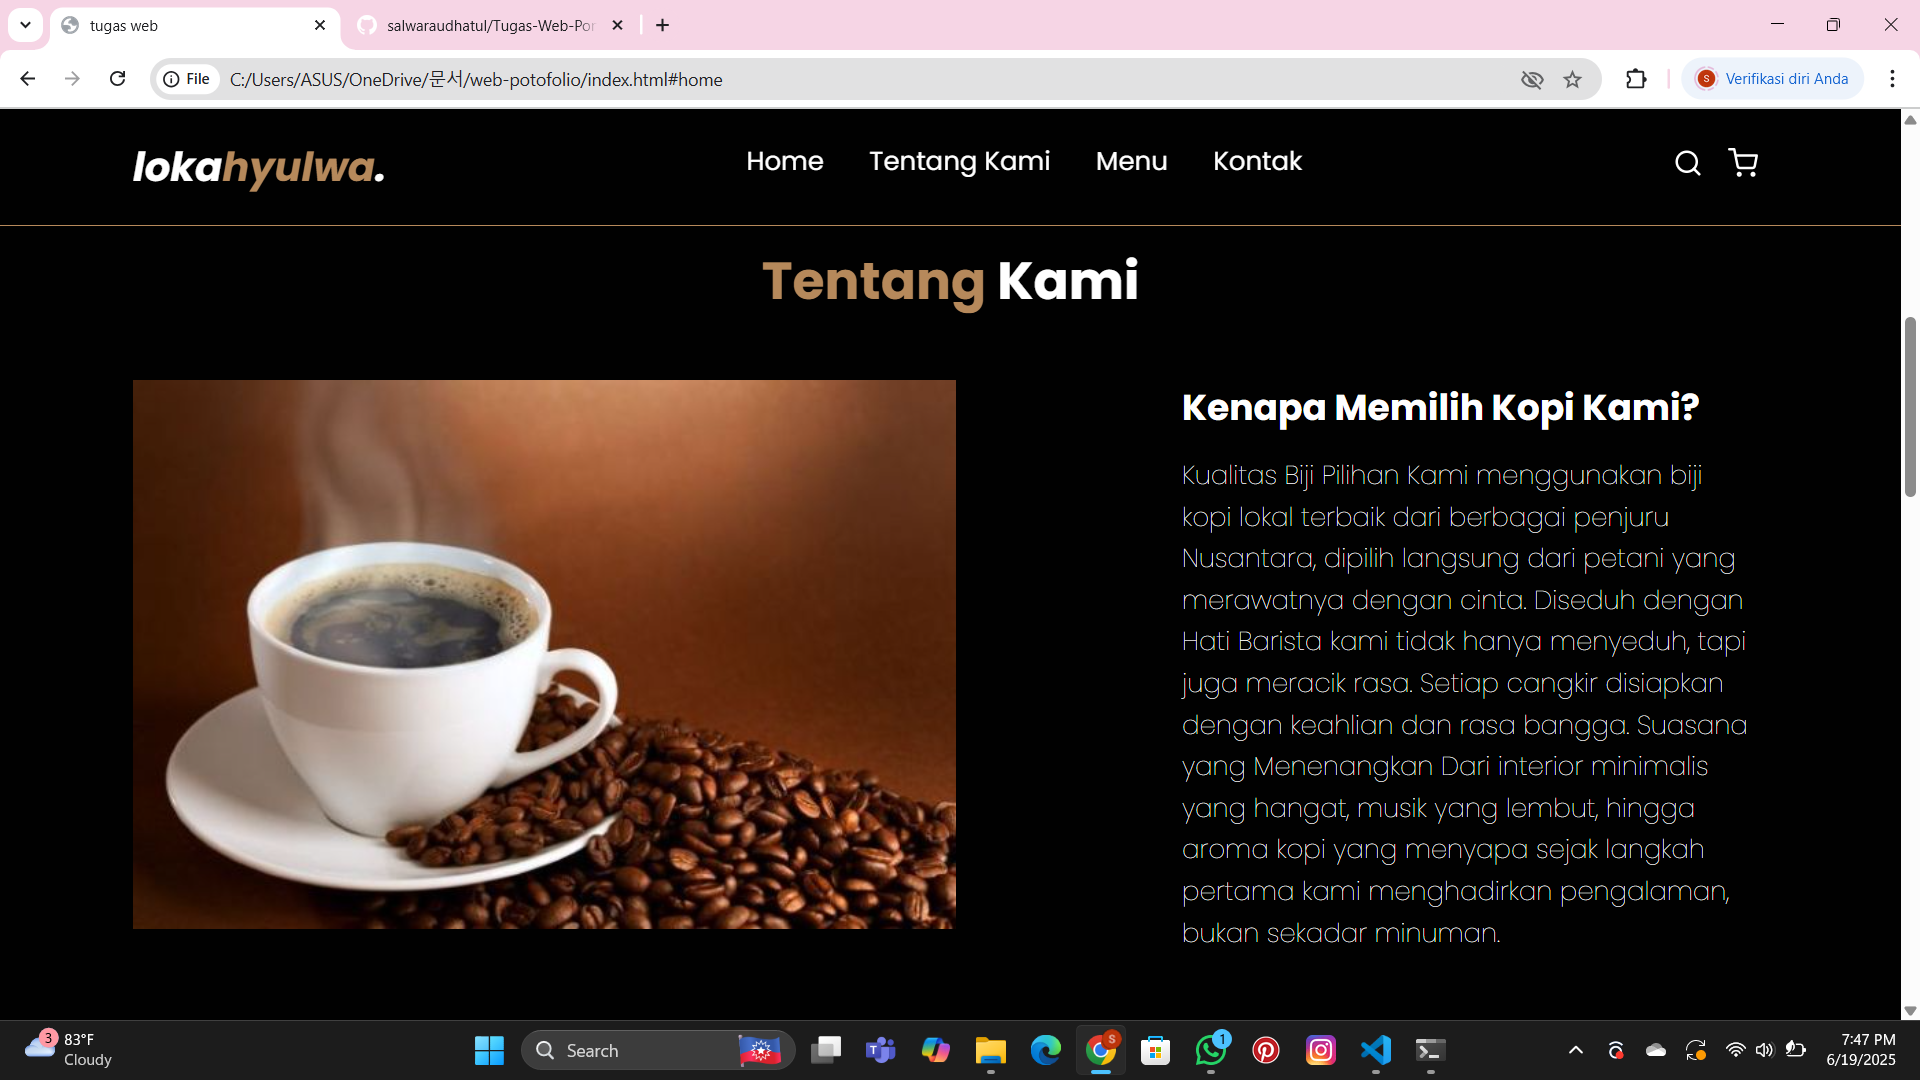 tugas web
salwaraudhatul/Tugas-Web-Por
File
C:/Users/ASUS/OneDrive/문서/web-potofolio/index.html#home
S
Verifikasi diri Anda
lokahyulwa.
Home
Tentang Kami
Menu
Kontak
Tentang Kami
Kenapa Memilih Kopi Kami?
Kualitas Biji Pilihan Kami menggunakan biji
kopi lokal terbaik dari berbagai penjuru
Nusantara, dipilih langsung dari petani yang
merawatnya dengan cinta. Diseduh dengan
Hati Barista kami tidak hanya menyeduh, tapi
juga meracik rasa. Setiap cangkir disiapkan
dengan keahlian dan rasa bangga. Suasana
yang Menenangkan Dari interior minimalis
yang hangat, musik yang lembut, hingga
aroma kopi yang menyapa sejak langkah
pertama kami menghadirkan pengalaman,
bukan sekadar minuman.
3
83°F
Cloudy
Search
S
1
7:47 PM
6/19/2025